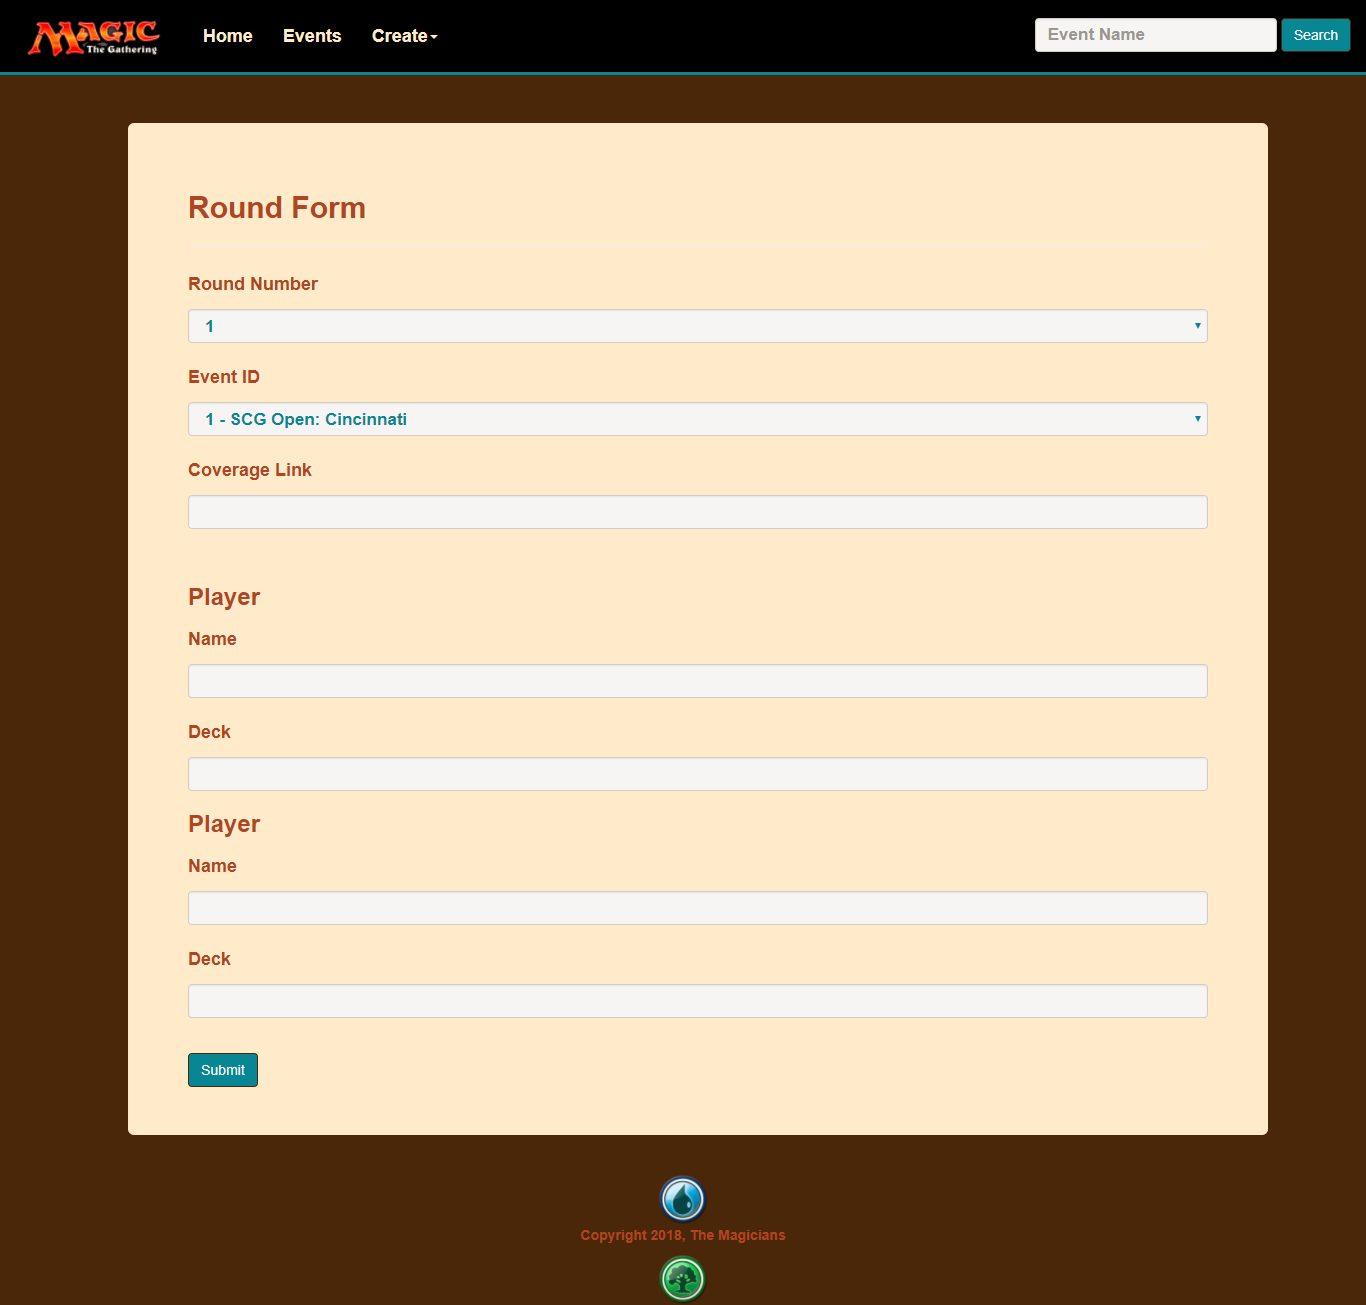 MAGIC
The Gathering
Home Events Create
Event Name Search
Round Form
Round Number
1
Event ID
1 - SCG Open: Cincinnati
Coverage Link
Player
Name
Deck
Player
Name
Deck
Submit
Copyright 2018, The Magicians